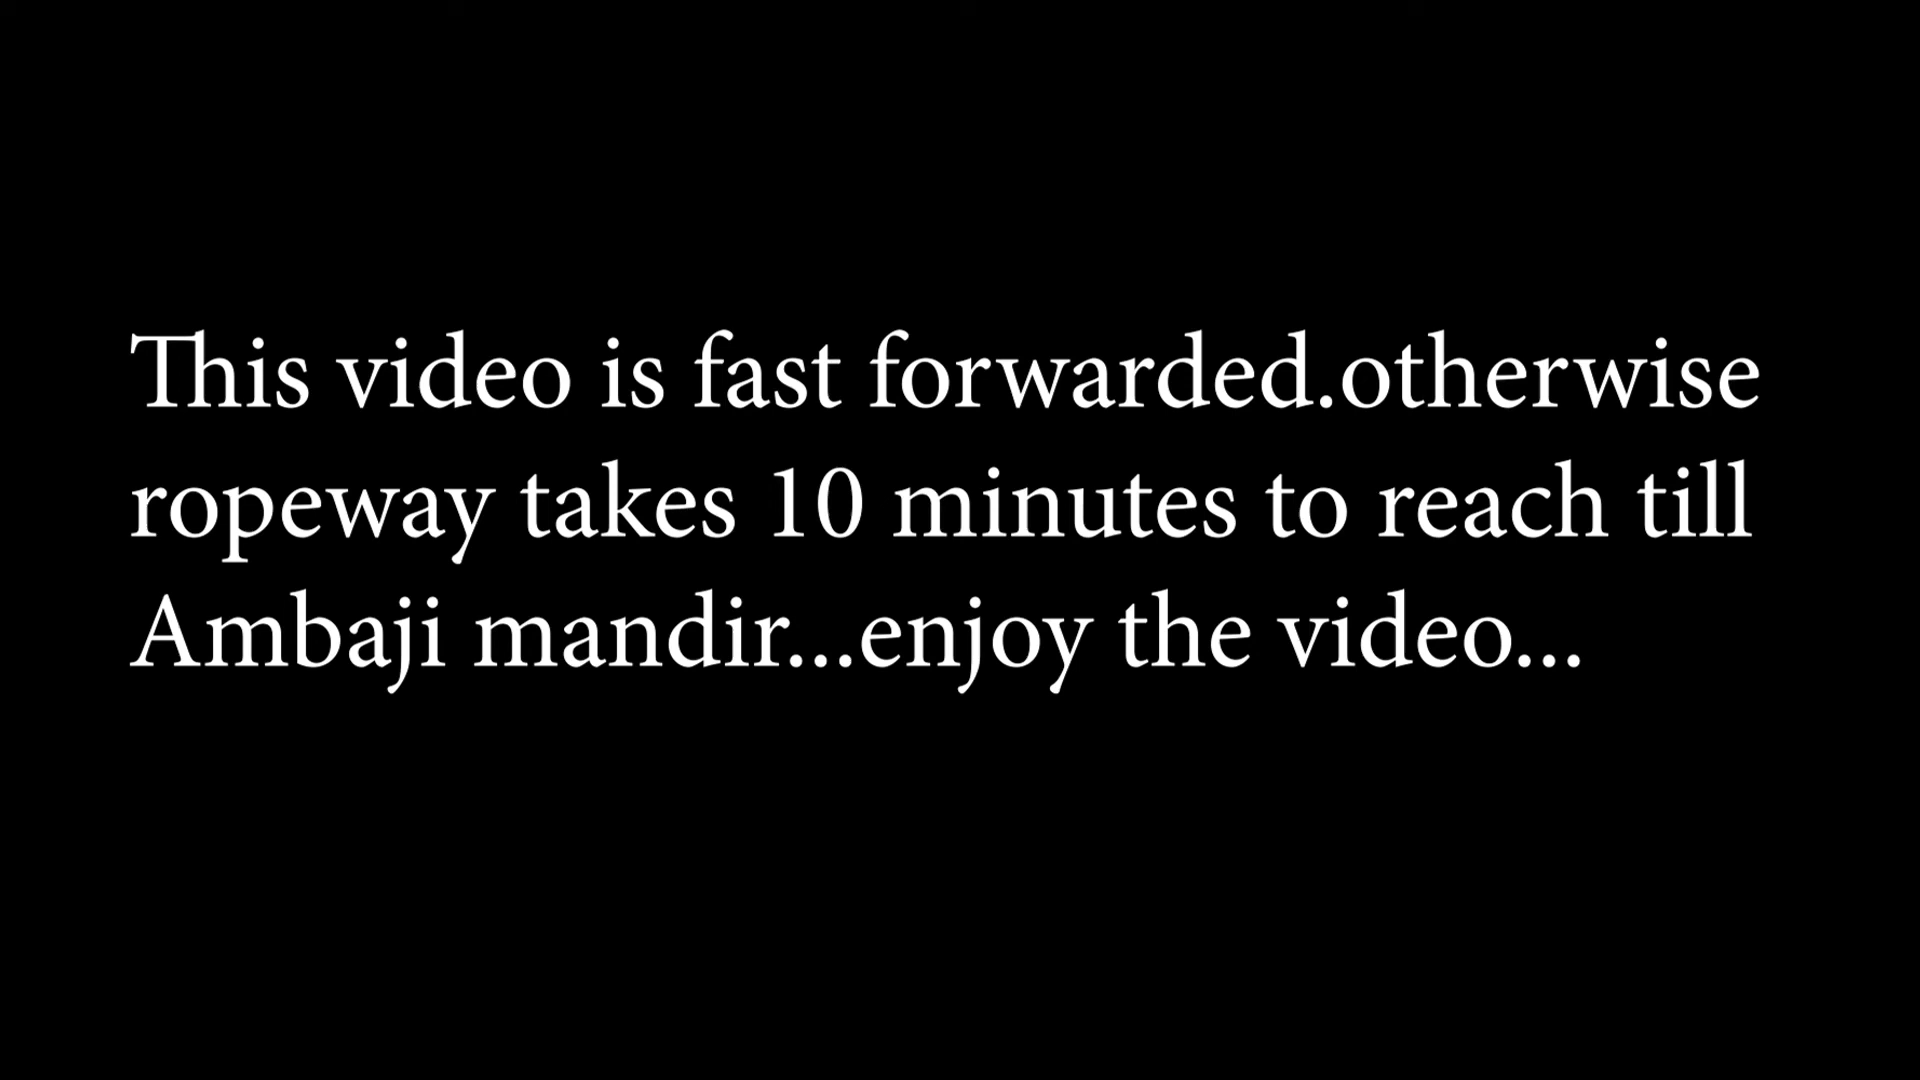 This video is fast forwarded.otherwise
ropeway takes 10 minutes to reach till
Ambaji mandir...enjoy the video...